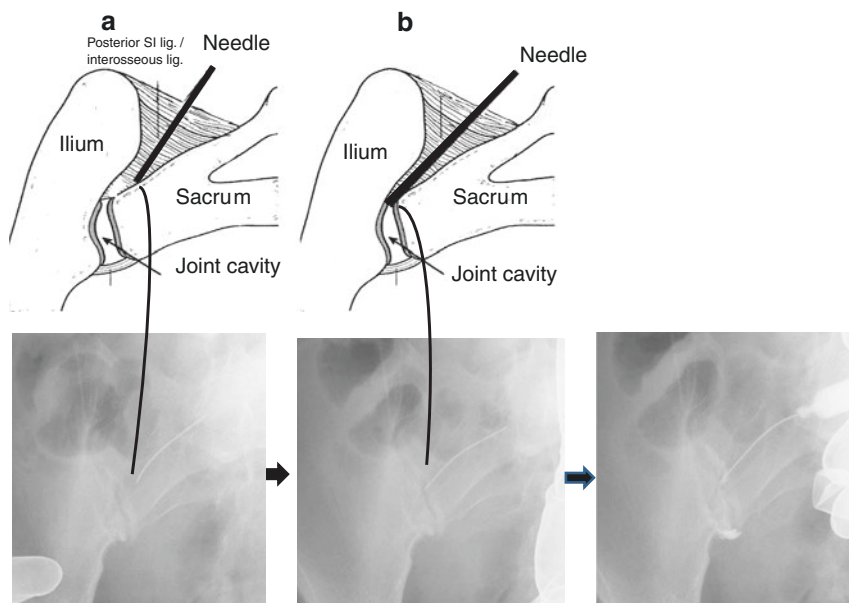 a
Posterior SI lig. /
interosseous lig.
Needle
Ilium
Sacrum
Joint cavity
b
Needle
Ilium
Sacrum
Joint cavity